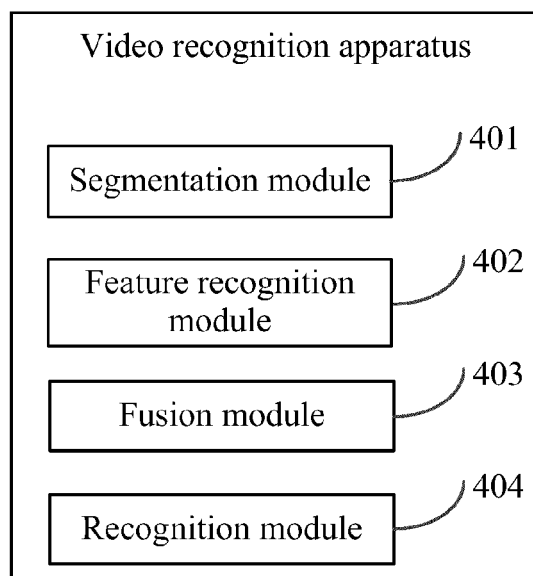 Video recognition apparatus
401
Segmentation module
402
Feature recognition
module
403
Fusion module
404
Recognition module